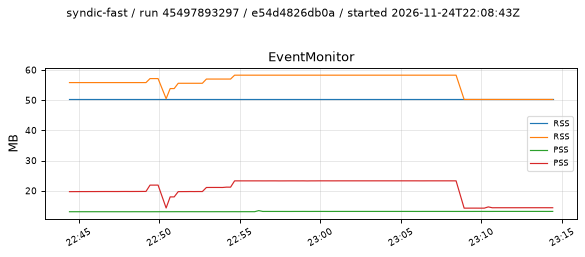 syndic-fast / run 45497893297 / e54d4826db0a / started 2026-11-24T22:08:43Z
EventMonitor
MB
60
50
40
30
20
RSS
RSS
PSS
PSS
22:45
22:50
22:55
23:00
23:05
23:10
23:15